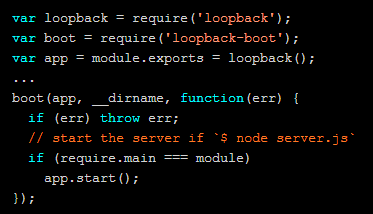 var loopback = require('loopback');
var boot = require('loopback-boot');
var app = module.exports = loopback();
...
boot(app, __dirname, function(err) {
  if (err) throw err;
  // start the server if `$ node server.js`
  if (require.main === module)
    app.start();
});